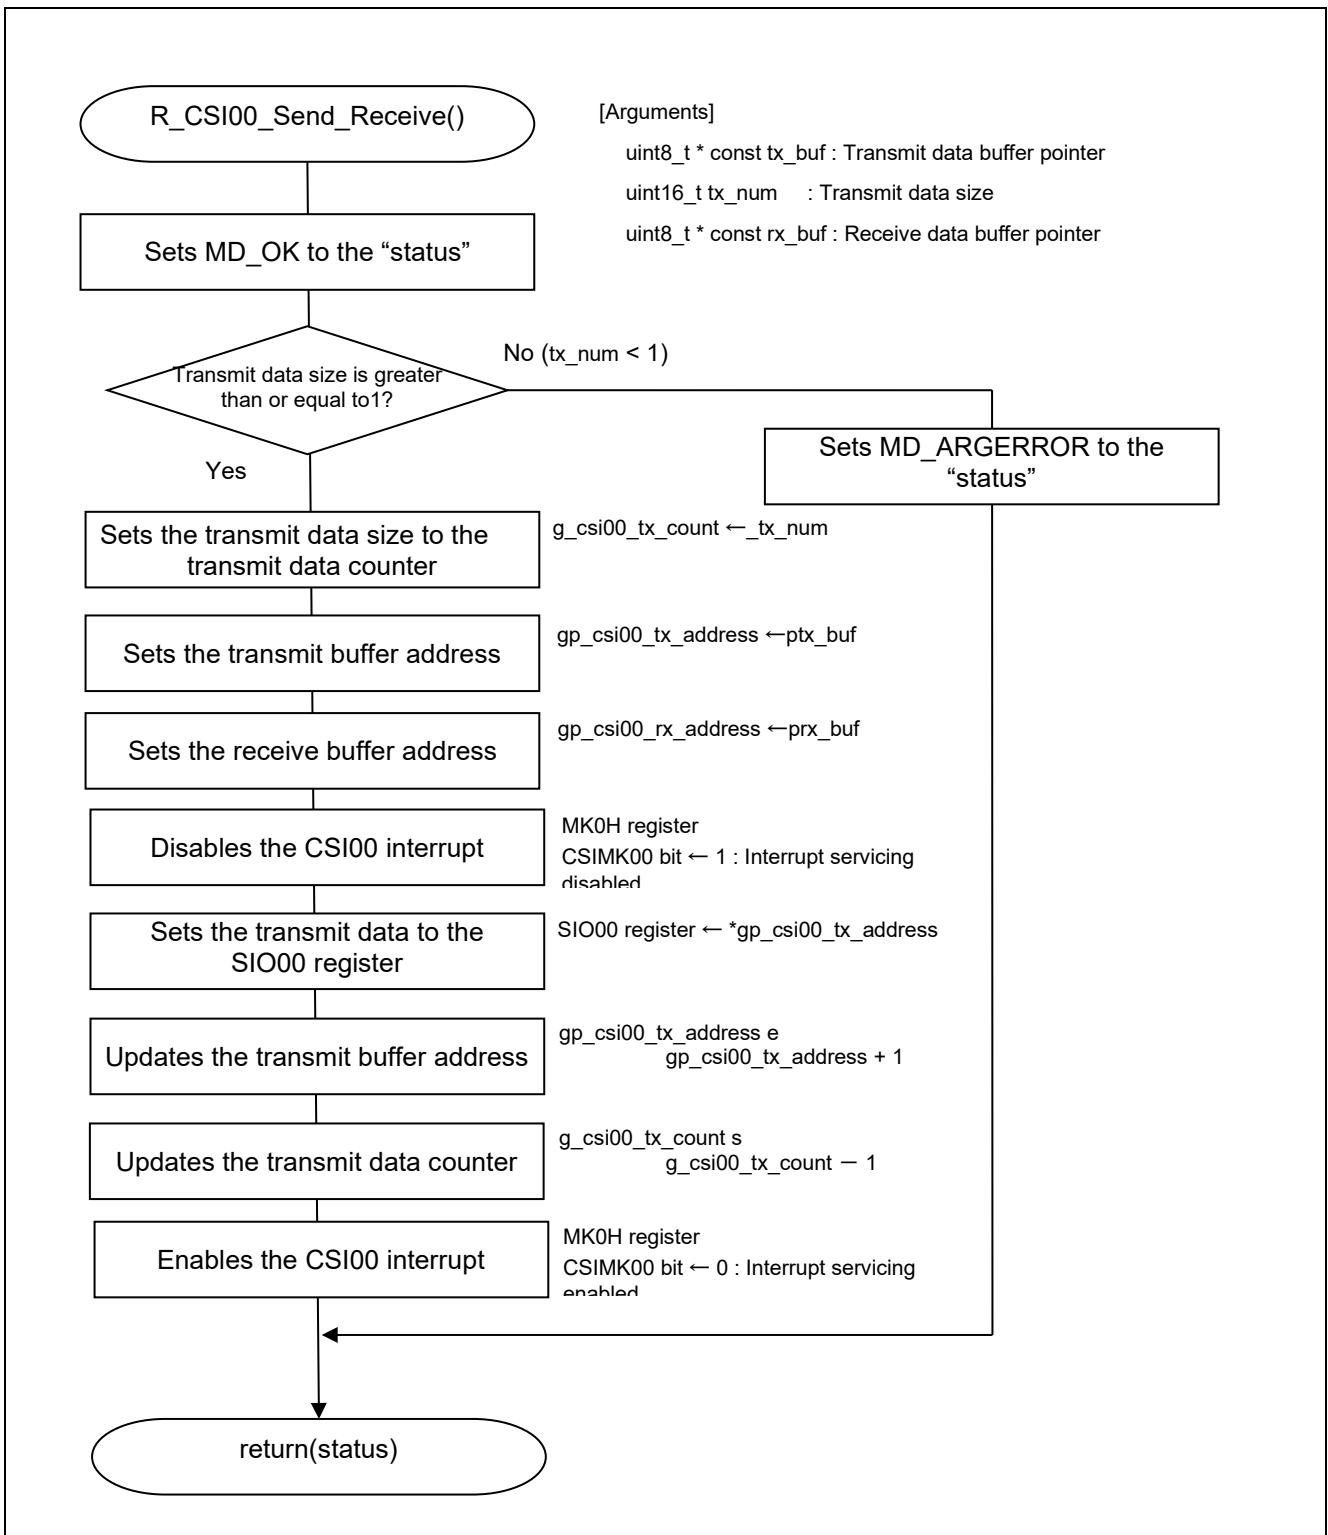 R_CSI00_Send_Receive()
[Arguments]
uint8_t * const tx_buf : Transmit data buffer pointer
uint16_t tx_num : Transmit data size
uint8_t * const rx_buf : Receive data buffer pointer
Sets MD_OK to the “status”
No (tx_num < 1)
Transmit data size is greater
than or equal to1?
Sets MD_ARGERROR to the
“status”
Yes
Sets the transmit data size to the
transmit data counter
g_csi00_tx_count ←_tx_num
Sets the transmit buffer address
gp_csi00_tx_address ←ptx_buf
Sets the receive buffer address
gp_csi00_rx_address ←prx_buf
Disables the CSI00 interrupt
MK0H register
CSIMK00 bit ← 1 : Interrupt servicing
disabled
Sets the transmit data to the
SIO00 register
SIO00 register ← *gp_csi00_tx_address
Updates the transmit buffer address
gp_csi00_tx_address e
gp_csi00_tx_address + 1
Updates the transmit data counter
g_csi00_tx_count s
g_csi00_tx_count － 1
Enables the CSI00 interrupt
MK0H register
CSIMK00 bit ← 0 : Interrupt servicing
enabled
return(status)